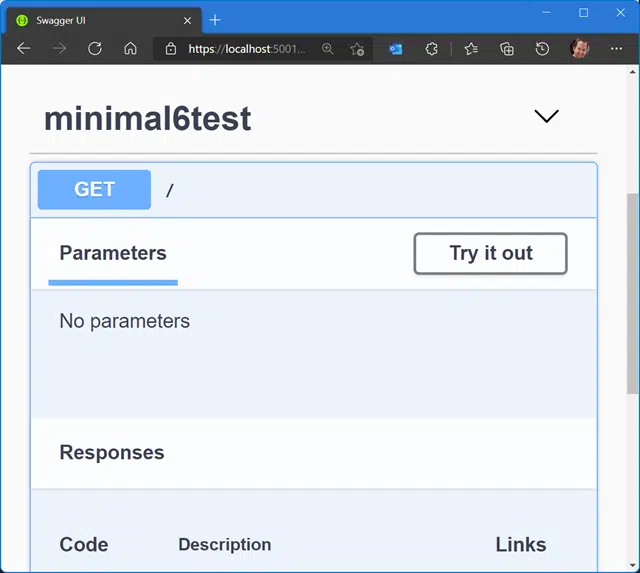 Swagger UI
https://localhost:5001...
minimal6test
GET /
Parameters
Try it out
No parameters
Responses
Code Description Links